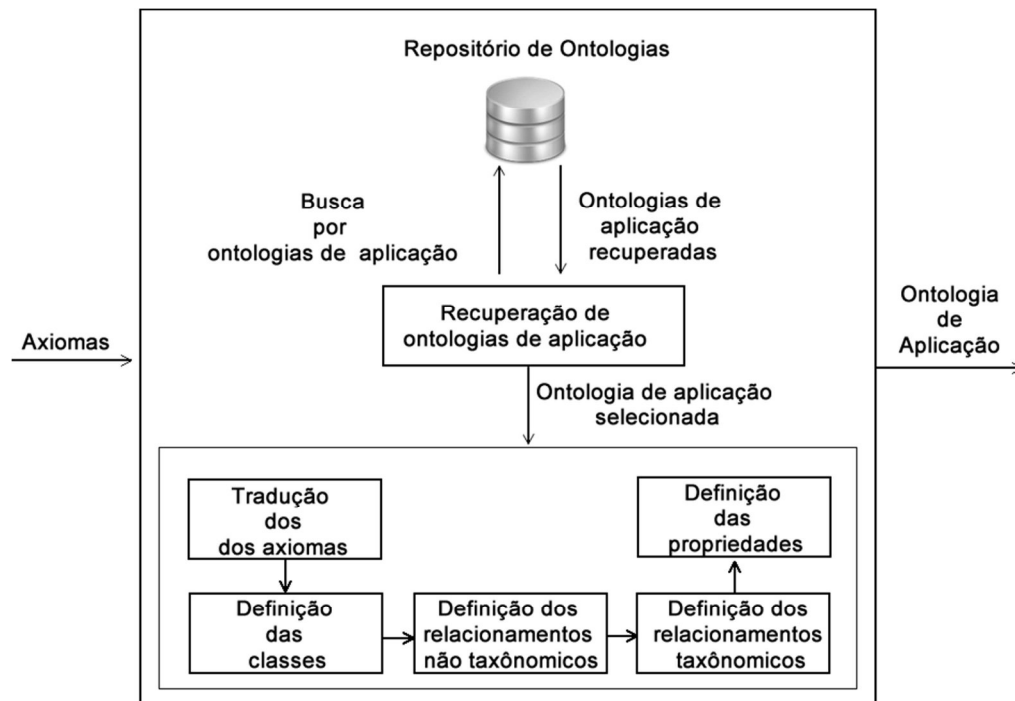 Repositório de Ontologias
Busca
por
ontologias de aplicação
Ontologias de
aplicação
recuperadas
Recuperação de
ontologias de aplicação
Axiomas
Ontologia
de
Aplicação
Ontologia de aplicação
selecionada
Tradução
dos
dos axiomas
Definição
das
classes
Definição dos
relacionamentos
não taxônomicos
Definição dos
relacionamentos
taxônomicos
Definição
das
propriedades